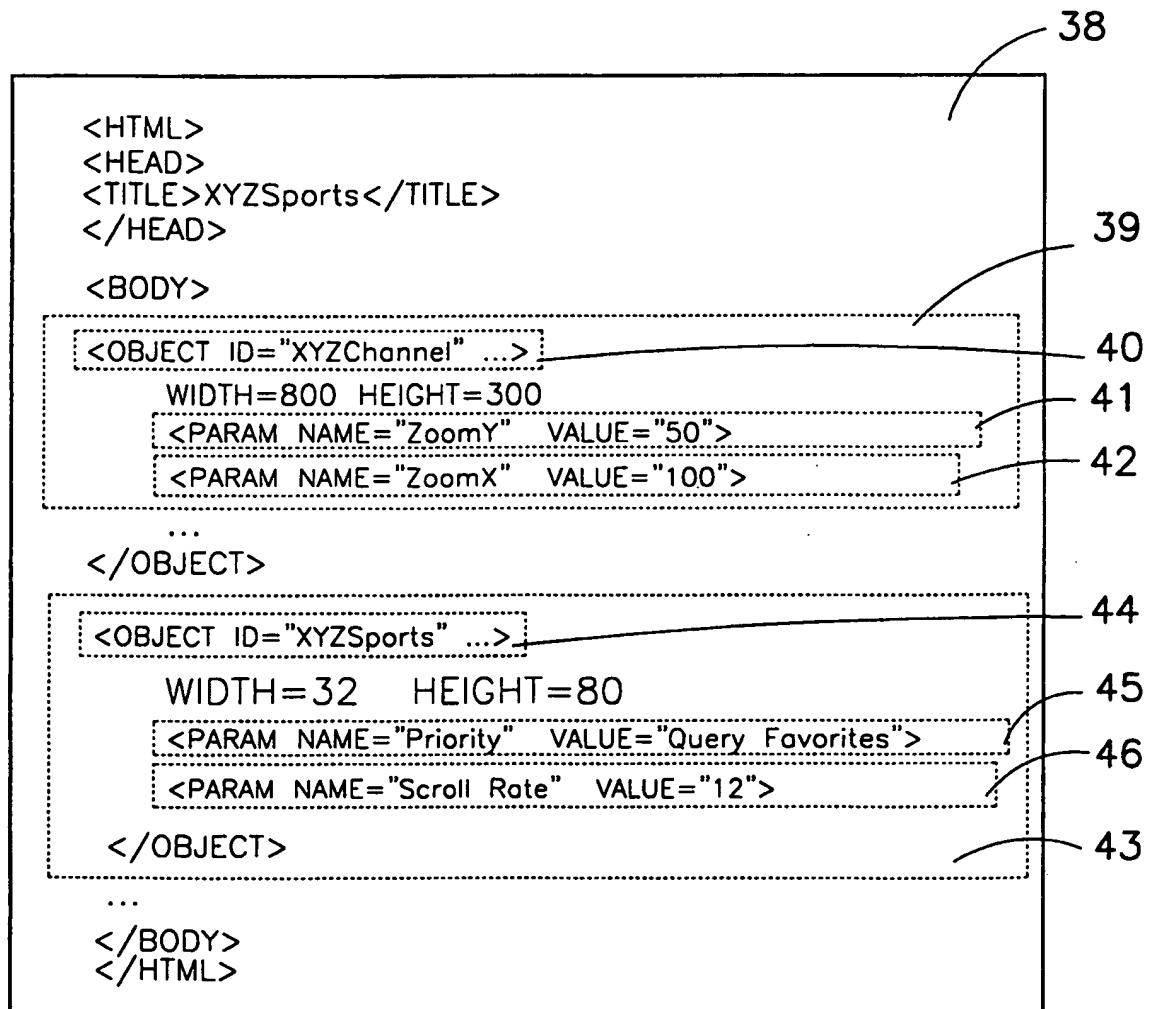 38
<HTML>
<HEAD>
<TITLE>XYZSports</TITLE>
</HEAD>
39
<BODY>
<OBJECT ID="XYZChannel" ...> 40
WIDTH=800 HEIGHT=300 41
<PARAM NAME="ZoomY" VALUE="50">
<PARAM NAME="ZoomX" VALUE="100"> 42
...
</OBJECT>
<OBJECT ID="XYZSports" ...> 44
WIDTH=32 HEIGHT=80 45
<PARAM NAME="Priority" VALUE="Query Favorites">
<PARAM NAME="Scroll Rate" VALUE="12"> 46
</OBJECT> 43
...
</BODY>
</HTML>